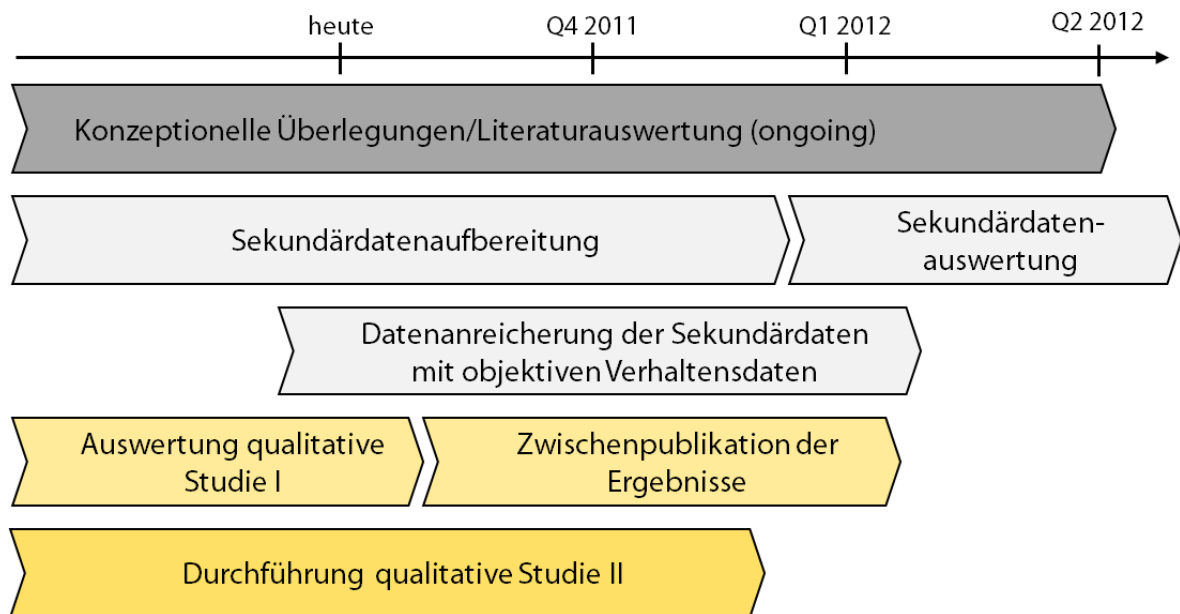 heute Q4 2011 Q1 2012 Q2 2012
Konzeptionelle Überlegungen/Literaturauswertung (ongoing)
Sekundärdatenaufbereitung
Sekundärdaten-
auswertung
Datenanreicherung der Sekundärdaten
mit objektiven Verhaltensdaten
Auswertung qualitative
Studie I
Zwischenpublikation der
Ergebnisse
Durchführung qualitative Studie II